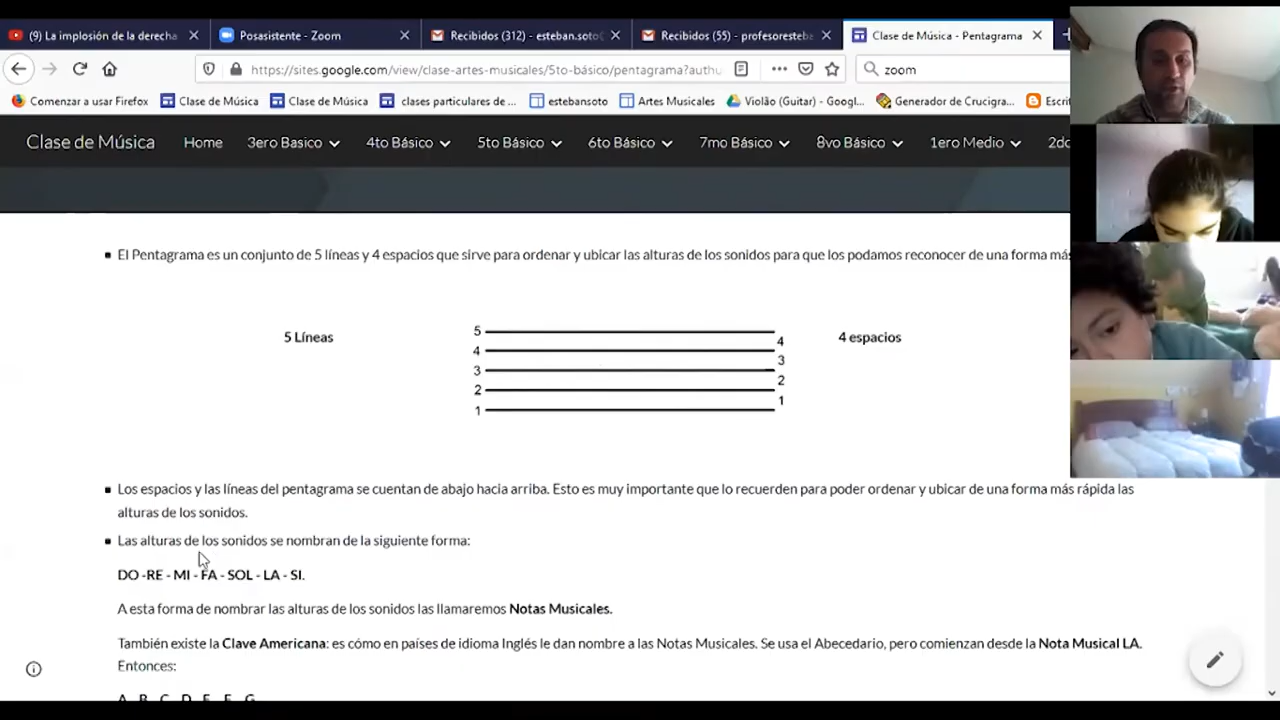 (9) La implosión de la derecha
Posasistente - Zoom
Recibidos (312) - esteban.soto
Recibidos (55) - profesoresteb
Clase de Música - Pentagrama
https://sites.google.com/view/clase-artes-musicales/5to-básico/pentagrama?authu
zoom
Comenzar a usar Firefox
Clase de Música
Clase de Música
clases particulares de ...
estebansoto
Artes Musicales
Violão (Guitar) - Googl...
Generador de Crucigra...
Escrit
Clase de Música
Home
3ero Basico
4to Básico
5to Básico
6to Básico
7mo Básico
8vo Básico
1ero Medio
2do
El Pentagrama es un conjunto de 5 líneas y 4 espacios que sirve para ordenar y ubicar las alturas de los sonidos para que los podamos reconocer de una forma más
5 Líneas
5
4
3
2
1
4
3
2
1
4 espacios
Los espacios y las líneas del pentagrama se cuentan de abajo hacia arriba. Esto es muy importante que lo recuerden para poder ordenar y ubicar de una forma más rápida las
alturas de los sonidos.
Las alturas de los sonidos se nombran de la siguiente forma:
DO -RE - MI - FA - SOL - LA - SI.
A esta forma de nombrar las alturas de los sonidos las llamaremos Notas Musicales.
También existe la Clave Americana: es cómo en países de idioma Inglés le dan nombre a las Notas Musicales. Se usa el Abecedario, pero comienzan desde la Nota Musical LA.
Entonces:
A B C D E F G